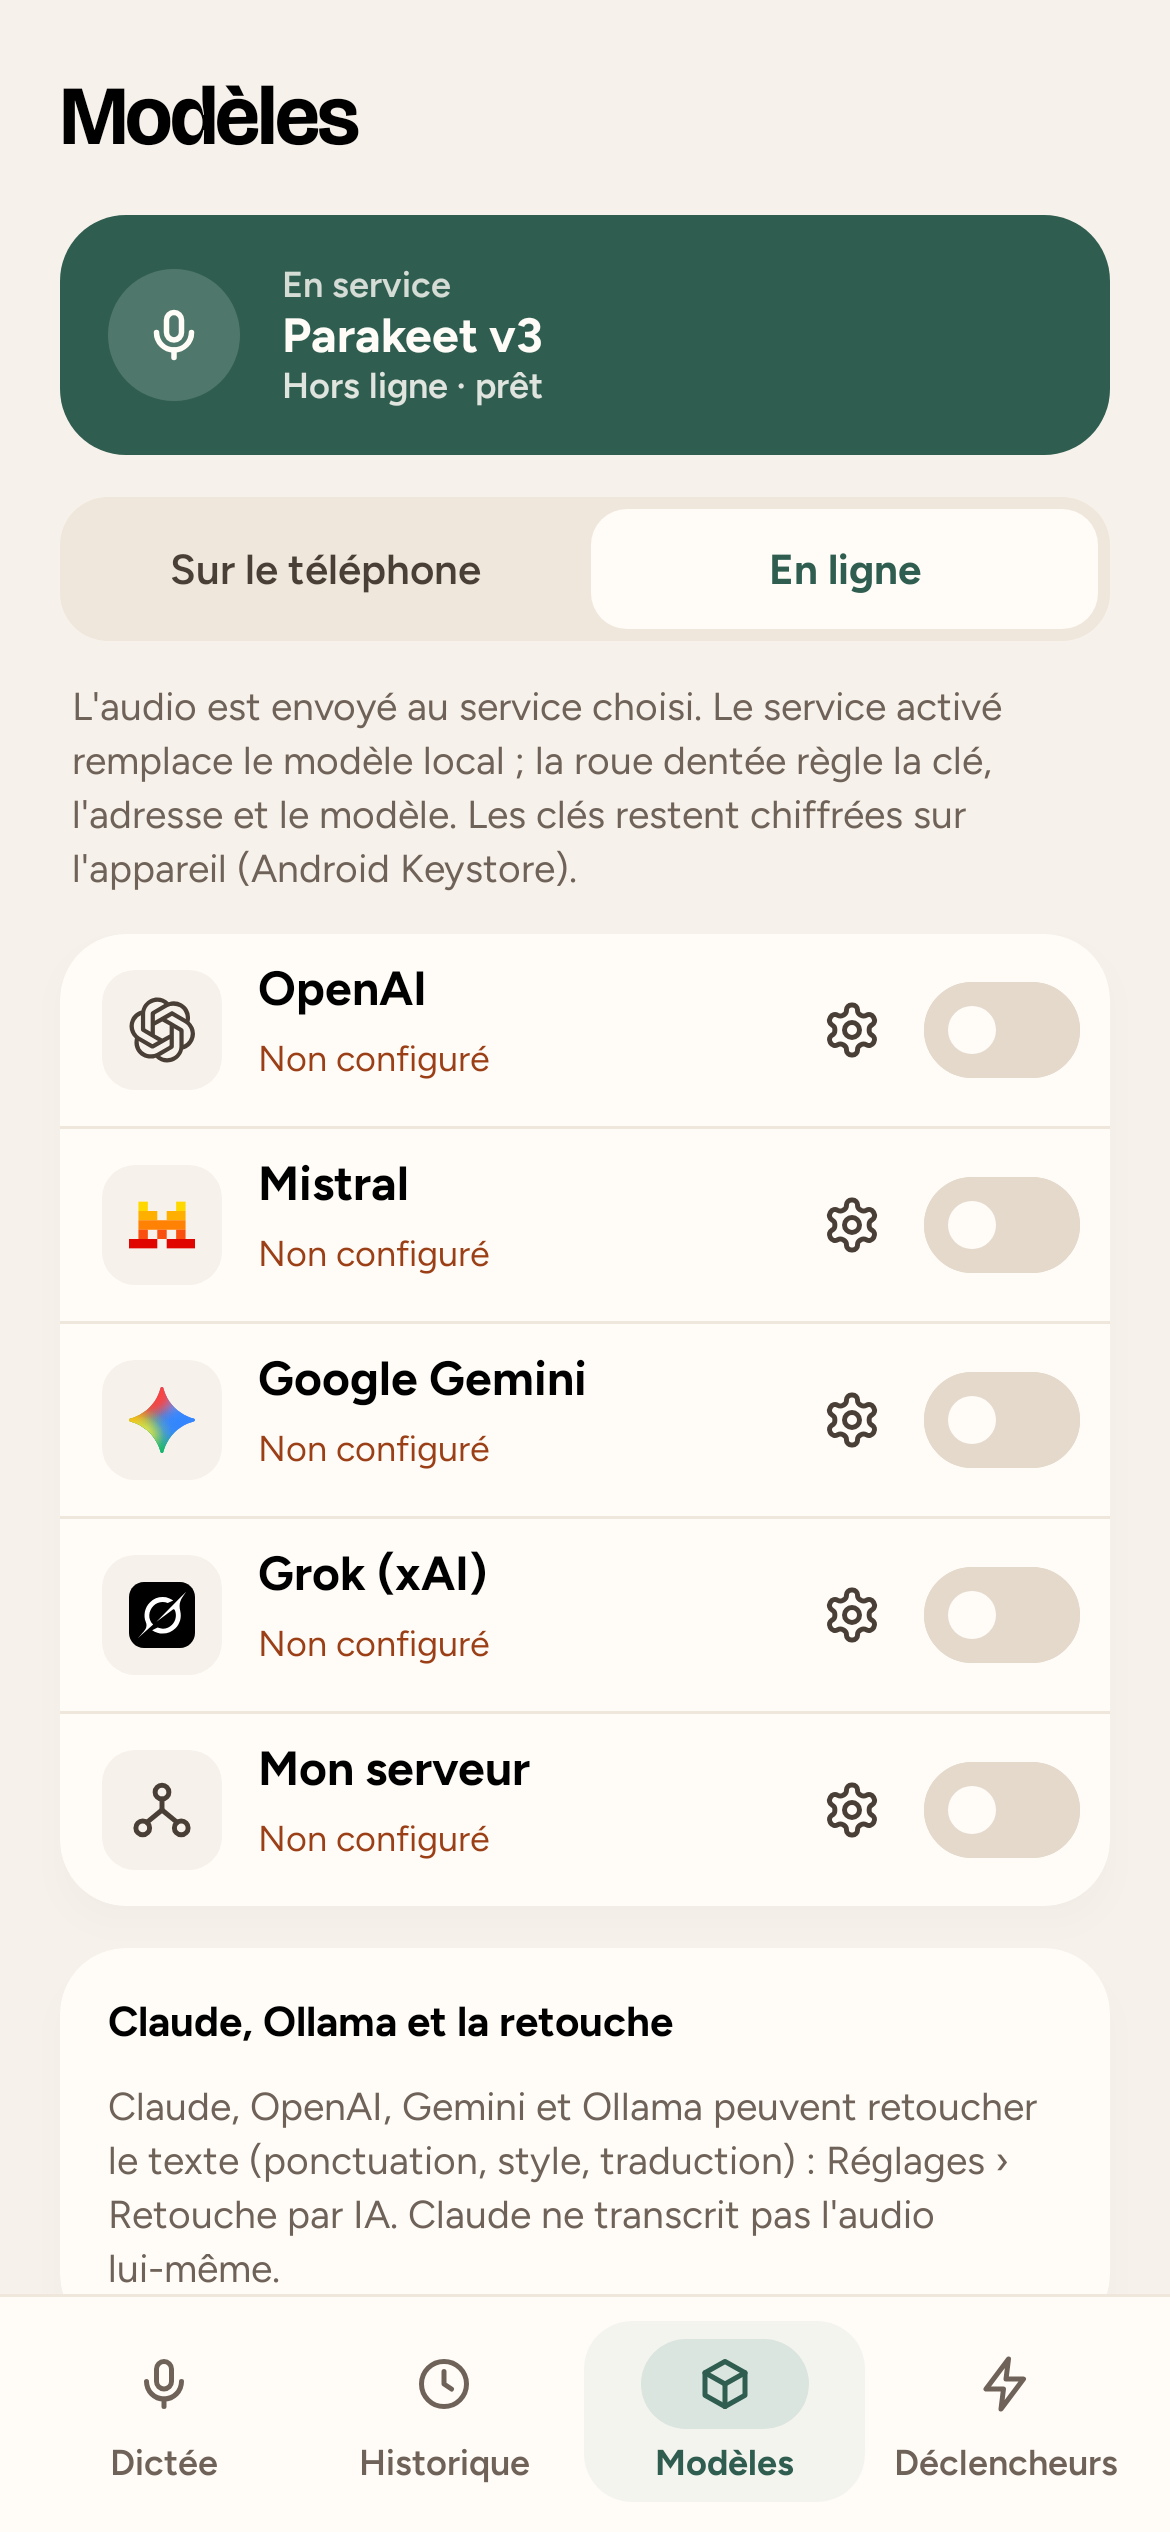 Modèles
En service
Parakeet v3
Hors ligne · prêt
Sur le téléphone
En ligne
L'audio est envoyé au service choisi. Le service activé
remplace le modèle local ; la roue dentée règle la clé,
l'adresse et le modèle. Les clés restent chiffrées sur
l'appareil (Android Keystore).
OpenAI
Non configuré
Mistral
Non configuré
Google Gemini
Non configuré
Grok (xAI)
Non configuré
Mon serveur
Non configuré
Claude, Ollama et la retouche
Claude, OpenAI, Gemini et Ollama peuvent retoucher
le texte (ponctuation, style, traduction) : Réglages ›
Retouche par IA. Claude ne transcrit pas l'audio
lui-même.
Dictée
Historique
Modèles
Déclencheurs